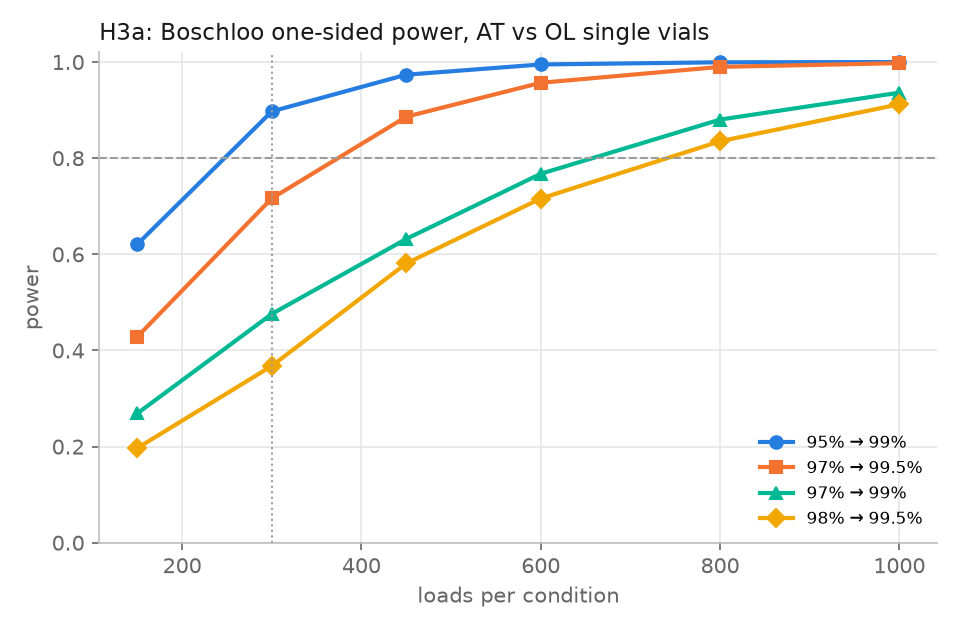 H3a: Boschloo one-sided power, AT vs OL single vials
power
1.0
0.8
0.6
0.4
0.2
0.0
200 400 600 800 1000
loads per condition
95% → 99%
97% → 99.5%
97% → 99%
98% → 99.5%